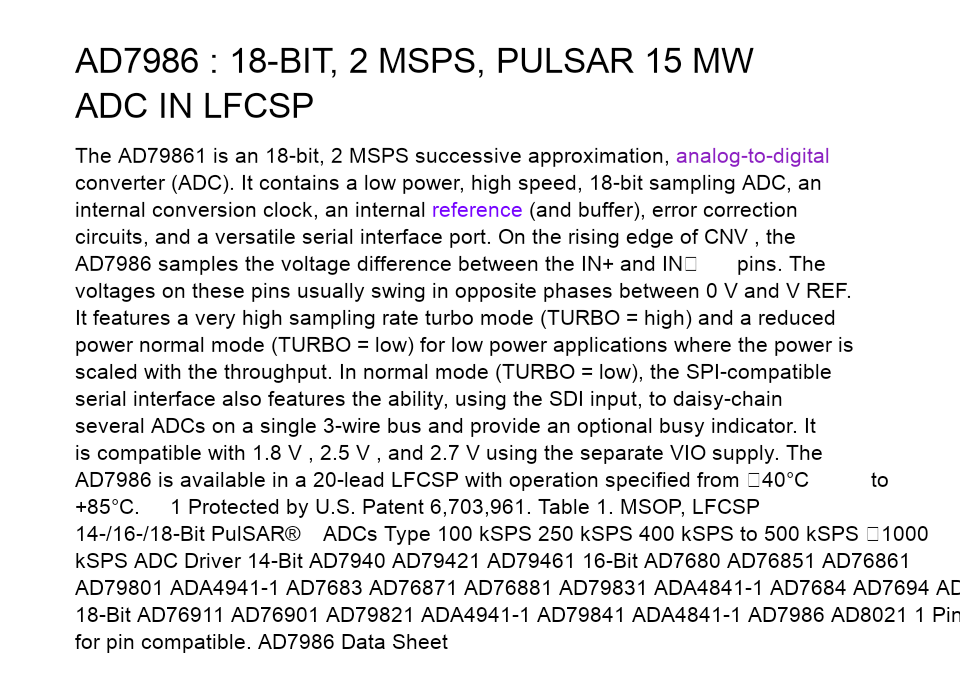 AD7986 : 18-BIT, 2 MSPS, PULSAR 15 MW
ADC IN LFCSP
The AD79861 is an 18-bit, 2 MSPS successive approximation, analog-to-digital
converter (ADC). It contains a low power, high speed, 18-bit sampling ADC, an
internal conversion clock, an internal reference (and buffer), error correction
circuits, and a versatile serial interface port. On the rising edge of CNV , the
AD7986 samples the voltage difference between the IN+ and IN□ pins. The
voltages on these pins usually swing in opposite phases between 0 V and V REF.
It features a very high sampling rate turbo mode (TURBO = high) and a reduced
power normal mode (TURBO = low) for low power applications where the power is
scaled with the throughput. In normal mode (TURBO = low), the SPI-compatible
serial interface also features the ability, using the SDI input, to daisy-chain
several ADCs on a single 3-wire bus and provide an optional busy indicator. It
is compatible with 1.8 V , 2.5 V , and 2.7 V using the separate VIO supply. The
AD7986 is available in a 20-lead LFCSP with operation specified from □40°C to
+85°C. 1 Protected by U.S. Patent 6,703,961. Table 1. MSOP, LFCSP
14-/16-/18-Bit PulSAR® ADCs Type 100 kSPS 250 kSPS 400 kSPS to 500 kSPS □1000
kSPS ADC Driver 14-Bit AD7940 AD79421 AD79461 16-Bit AD7680 AD76851 AD76861
AD79801 ADA4941-1 AD7683 AD76871 AD76881 AD79831 ADA4841-1 AD7684 AD7694 AD
18-Bit AD76911 AD76901 AD79821 ADA4941-1 AD79841 ADA4841-1 AD7986 AD8021 1 Pin
for pin compatible. AD7986 Data Sheet